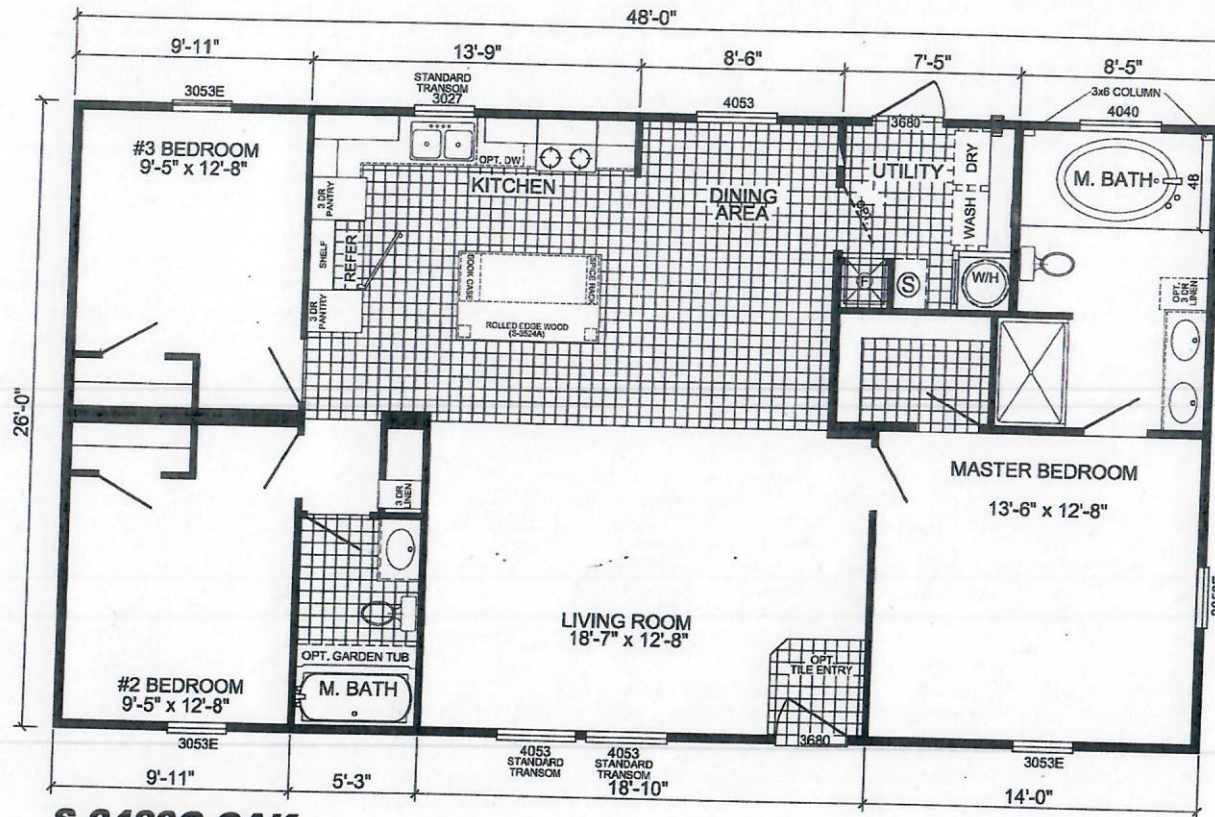 48'-0"
9'-11"
13'-9"
8'-6"
7'-5"
8'-5"
3053E
STANDARD
TRANSOM
3027
4053
3680
3x6 COLUMN
4040
#3 BEDROOM
9'-5" x 12'-8"
OPT. DW
KITCHEN
DINING
AREA
UTILITY
OPT.
DRY
WASH
M. BATH
48
3 DR
PANTRY
SHELF
REFER
3 DR
PANTRY
BOOK CASE
SPICE RACK
ROLLED EDGE WOOD
(S-3524A)
F
S
W/H
OPT.
3 DR
LINEN
26'-0"
3 DR
LINEN
MASTER BEDROOM
13'-6" x 12'-8"
LIVING ROOM
18'-7" x 12'-8"
OPT.
TILE ENTRY
OPT. GARDEN TUB
M. BATH
#2 BEDROOM
9'-5" x 12'-8"
3053E
4053
STANDARD
TRANSOM
4053
STANDARD
TRANSOM
3680
3053E
9'-11"
5'-3"
18'-10"
14'-0"